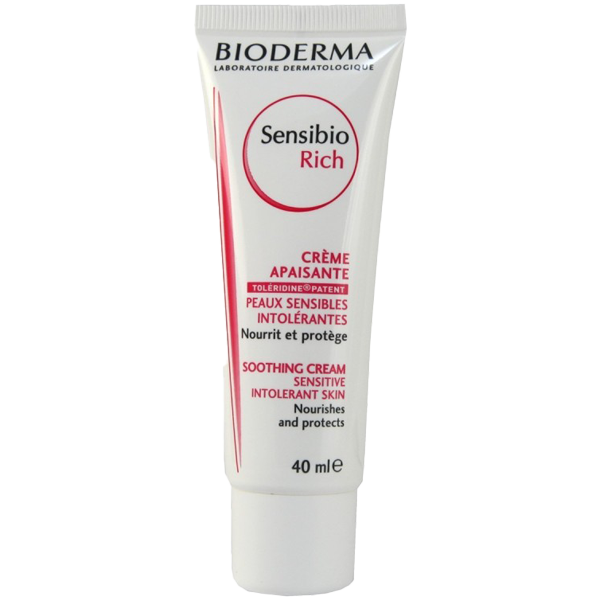 BIODERMA
LABORATOIRE DERMATOLOGIQUE
Sensibio
Rich
CRÈME
APAISANTE
TOLÉRIDINE®PATENT
PEAUX SENSIBLES
INTOLÉRANTES
Nourrit et protège
SOOTHING CREAM
SENSITIVE
INTOLERANT SKIN
Nourishes
and protects
40 ml℮